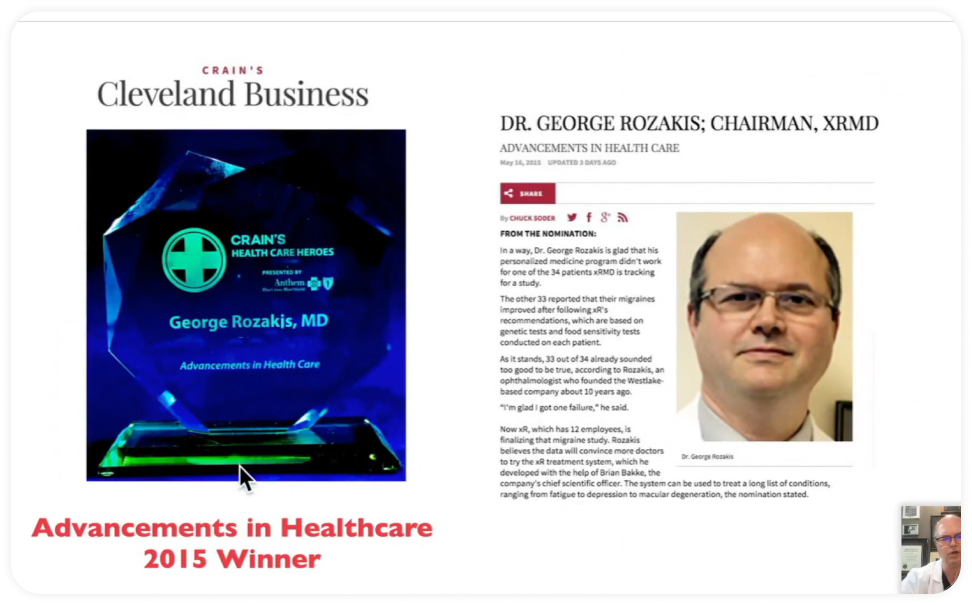 CRAIN'S
Cleveland Business
CRAIN'S
HEALTH CARE HEROES
PRESENTED BY
Anthem
George Rozakis, MD
Advancements in Health Care
Advancements in Healthcare
2015 Winner
DR. GEORGE ROZAKIS; CHAIRMAN, XRMD
ADVANCEMENTS IN HEALTH CARE
May 16, 2015 UPDATED 3 DAYS AGO
SHARE
By CHUCK SODER
FROM THE NOMINATION:
In a way, Dr. George Rozakis is glad that his
personalized medicine program didn't work
for one of the 34 patients xRMD is tracking
for a study.
The other 33 reported that their migraines
improved after following xR's
recommendations, which are based on
genetic tests and food sensitivity tests
conducted on each patient.
As it stands, 33 out of 34 already sounded
too good to be true, according to Rozakis, an
ophthalmologist who founded the Westlake-
based company about 10 years ago.
"I'm glad I got one failure," he said.
Now xR, which has 12 employees, is
finalizing that migraine study. Rozakis
believes the data will convince more doctors
to try the xR treatment system, which he
developed with the help of Brian Bakke, the
company's chief scientific officer. The system can be used to treat a long list of conditions,
ranging from fatigue to depression to macular degeneration, the nomination stated.
Dr. George Rozakis